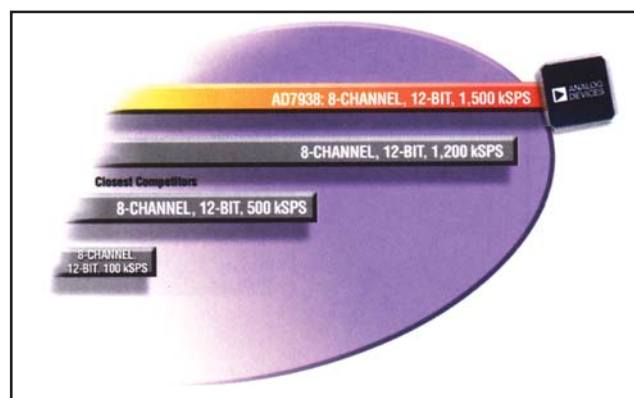 AD7938: 8-CHANNEL, 12-BIT, 1,500 kSPS
ANALOG
DEVICES
8-CHANNEL, 12-BIT, 1,200 kSPS
Closest Competitors
8-CHANNEL, 12-BIT, 500 kSPS
8-CHANNEL,
12-BIT, 100 kSPS